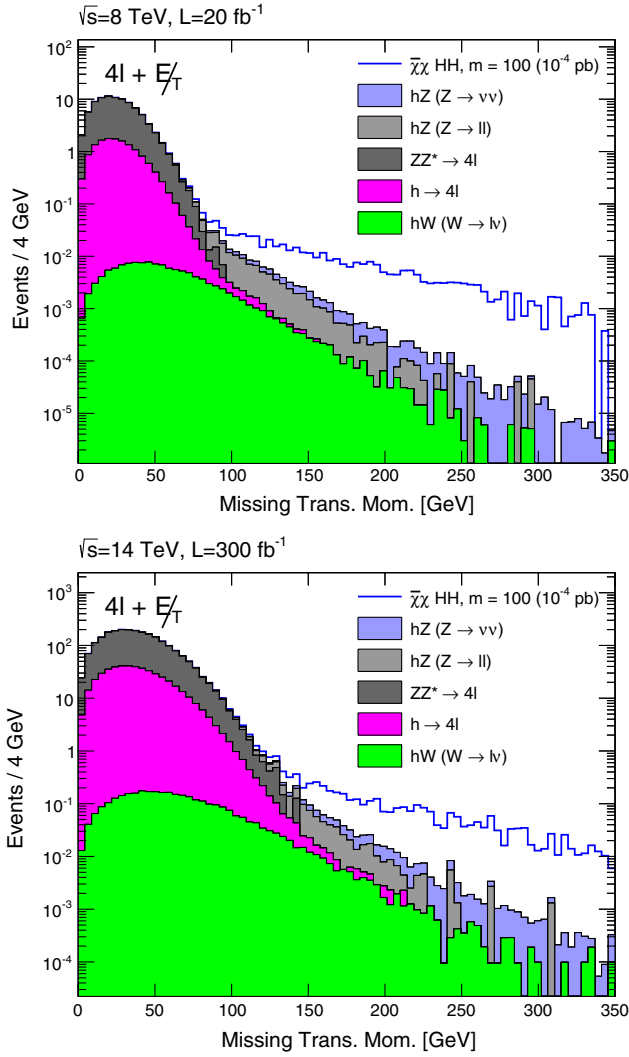 √s=8 TeV, L=20 fb⁻¹
4l + E̸_T
χ̄χ HH, m = 100 (10⁻⁴ pb)
hZ (Z → νν)
hZ (Z → ll)
ZZ* → 4l
h → 4l
hW (W → lν)
Events / 4 GeV
10²
10
1
10⁻¹
10⁻²
10⁻³
10⁻⁴
10⁻⁵
0 50 100 150 200 250 300 350
Missing Trans. Mom. [GeV]
√s=14 TeV, L=300 fb⁻¹
4l + E̸_T
χ̄χ HH, m = 100 (10⁻⁴ pb)
hZ (Z → νν)
hZ (Z → ll)
ZZ* → 4l
h → 4l
hW (W → lν)
Events / 4 GeV
10³
10²
10
1
10⁻¹
10⁻²
10⁻³
10⁻⁴
0 50 100 150 200 250 300 350
Missing Trans. Mom. [GeV]